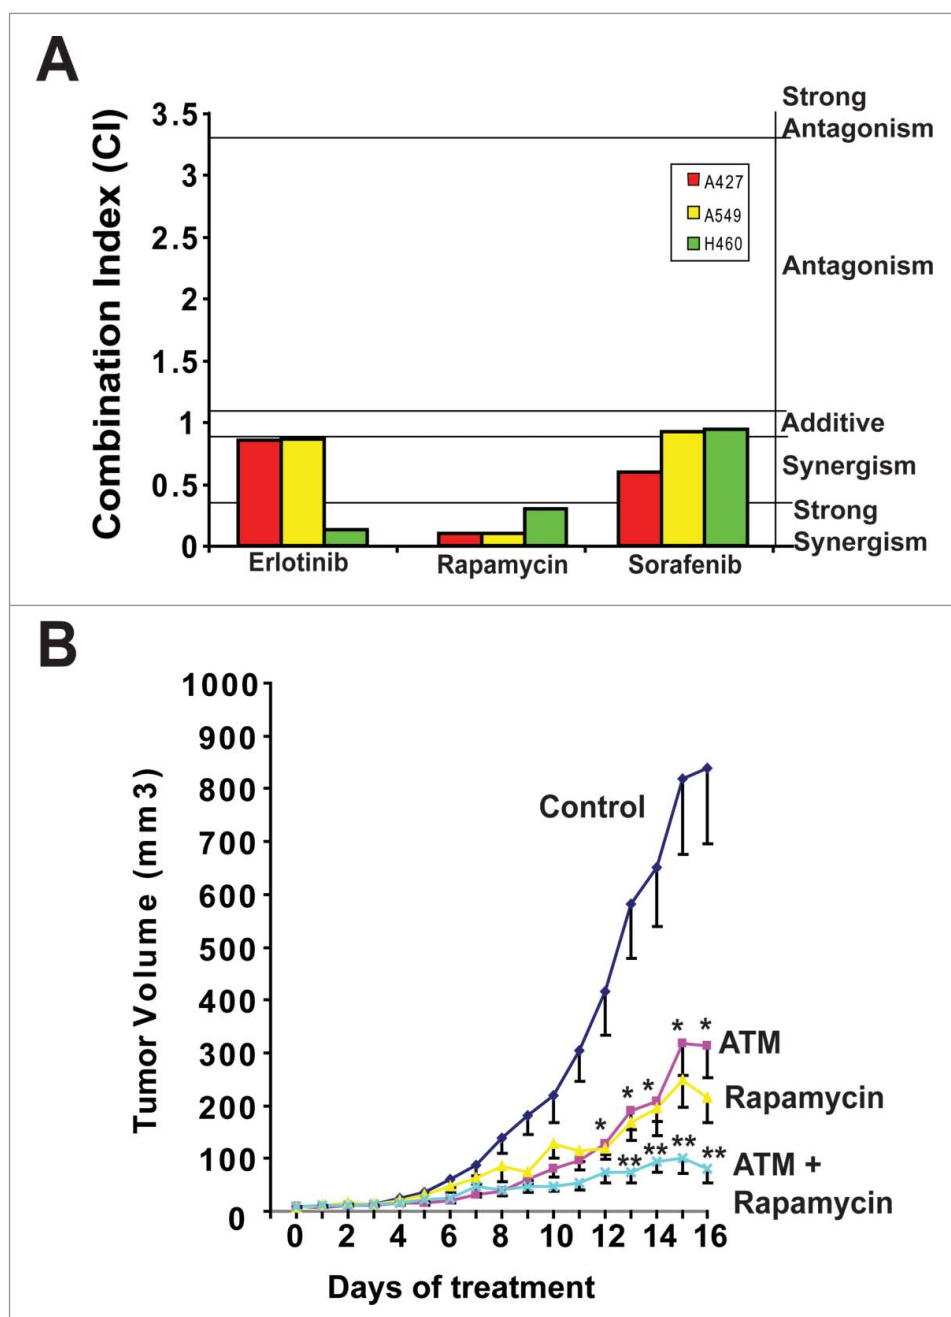 A
Combination Index (CI)
3.5
3
2.5
2
1.5
1
0.5
0
Strong
Antagonism
A427
A549
H460
Antagonism
Additive
Synergism
Strong
Synergism
Erlotinib Rapamycin Sorafenib
B
Tumor Volume (mm3)
1000
900
800
700
600
500
400
300
200
100
0
Control
* *
ATM
* *
Rapamycin
*
** ** ** **
ATM +
Rapamycin
0 2 4 6 8 10 12 14 16
Days of treatment